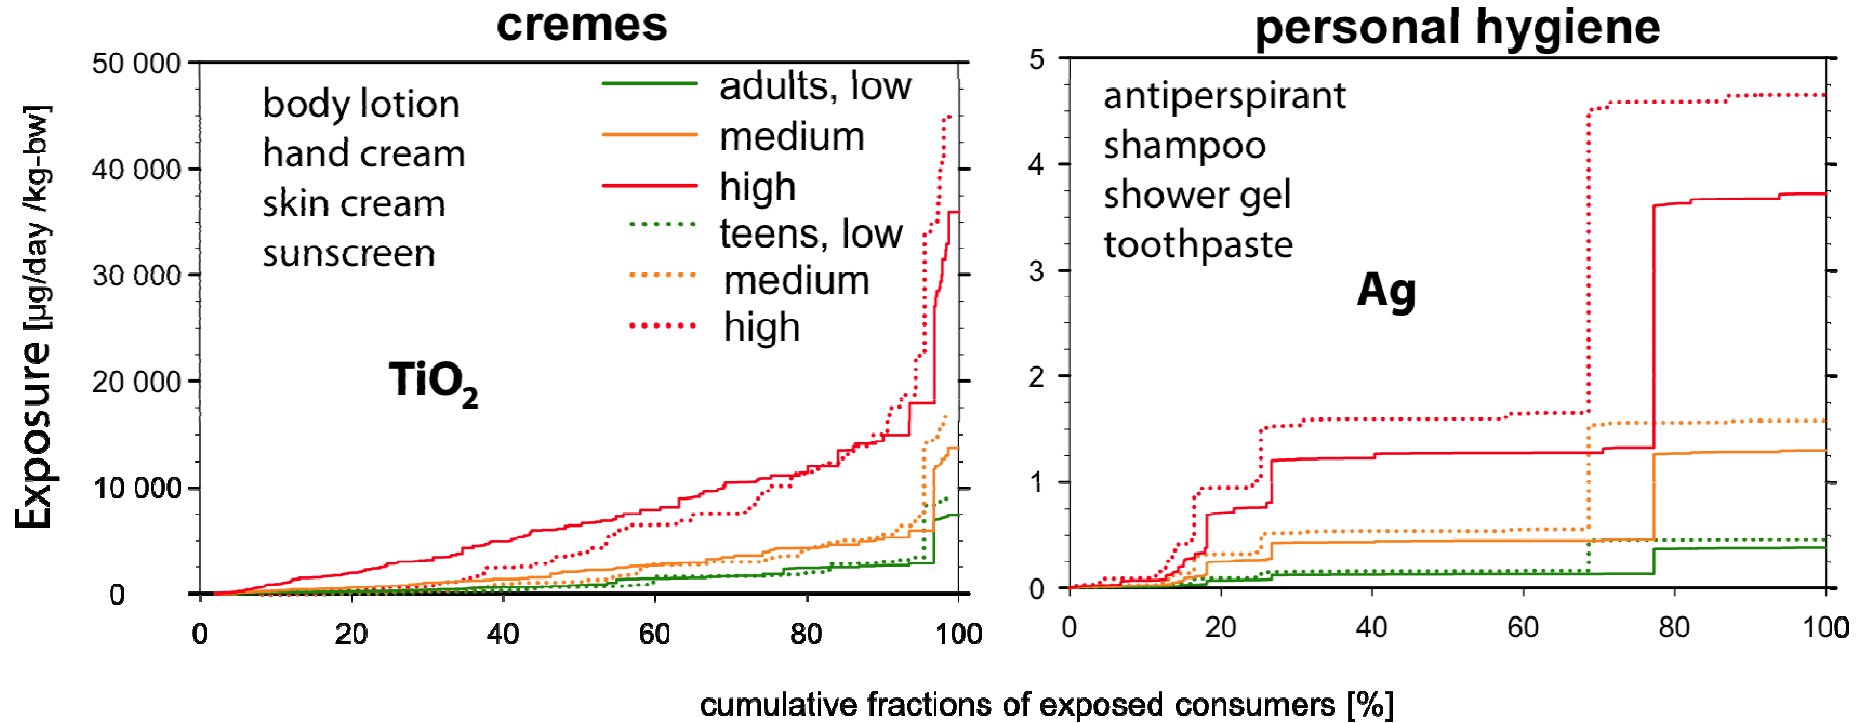 cremes
50 000
40 000
30 000
20 000
10 000
0
Exposure [µg/day /kg-bw]
body lotion
hand cream
skin cream
sunscreen
adults, low
medium
high
teens, low
medium
high
TiO₂
0 20 40 60 80 100
personal hygiene
5
4
3
2
1
0
antiperspirant
shampoo
shower gel
toothpaste
Ag
0 20 40 60 80 100
cumulative fractions of exposed consumers [%]